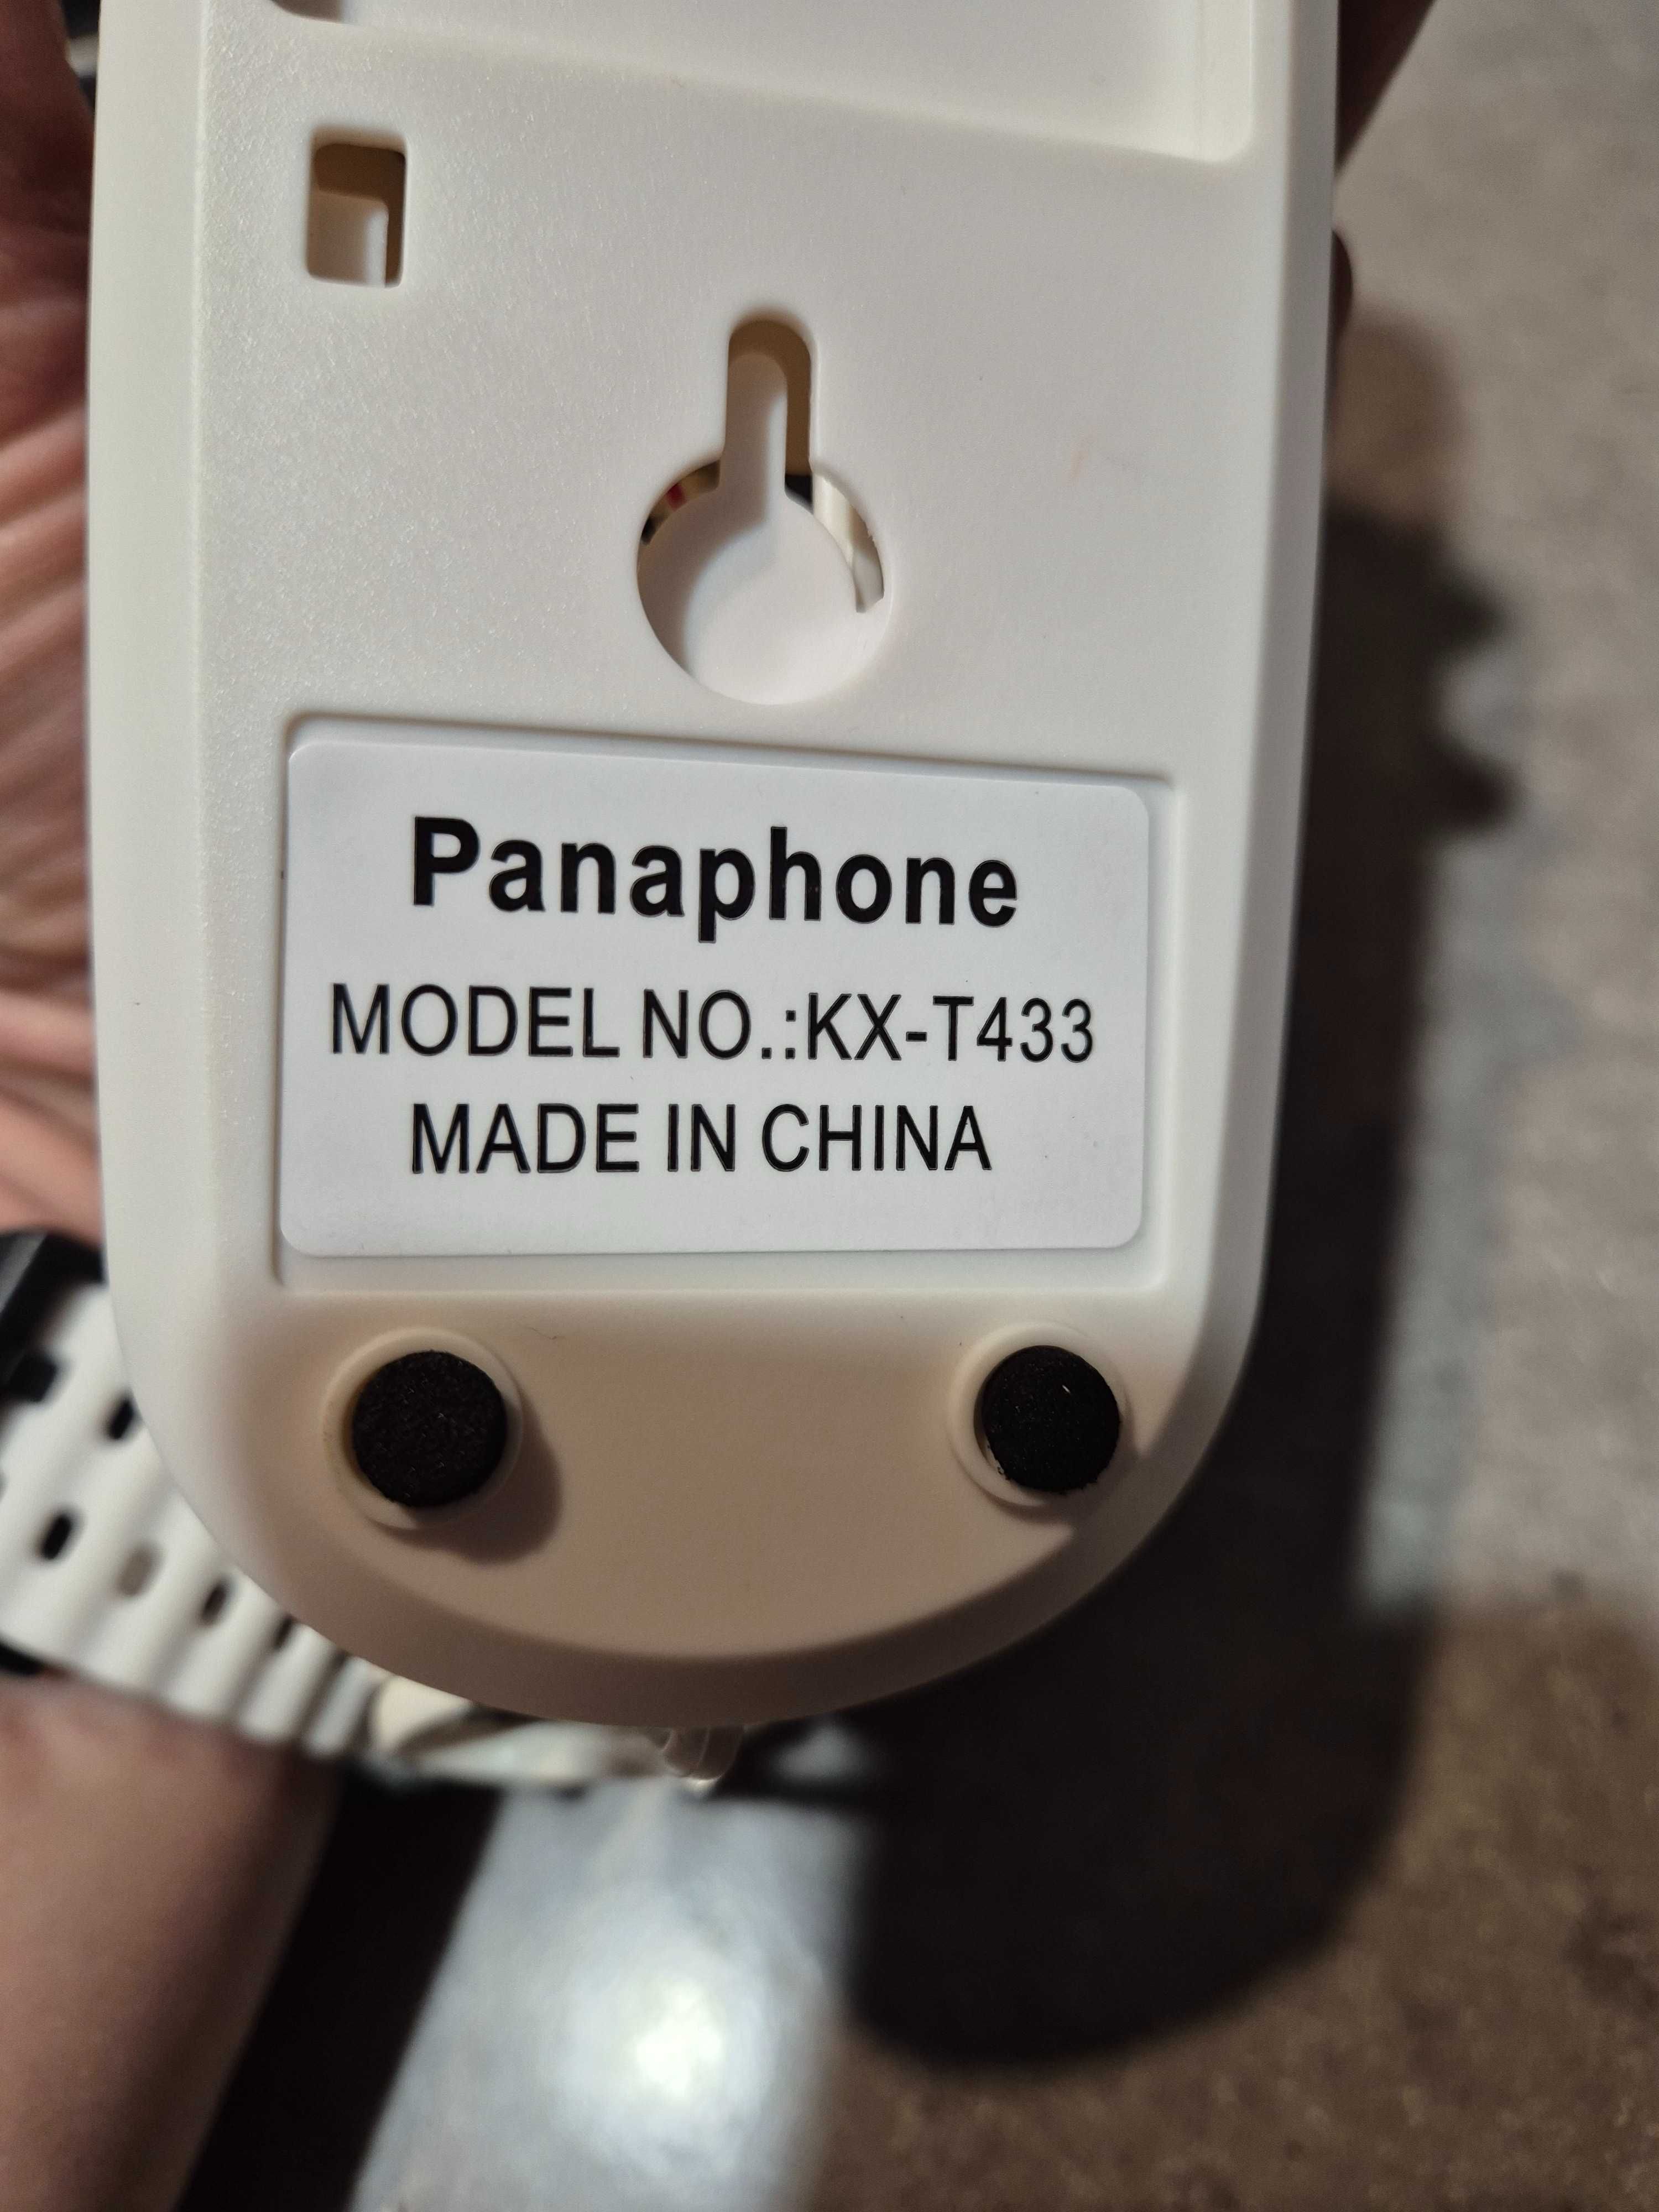 Panaphone
MODEL NO.:KX-T433
MADE IN CHINA